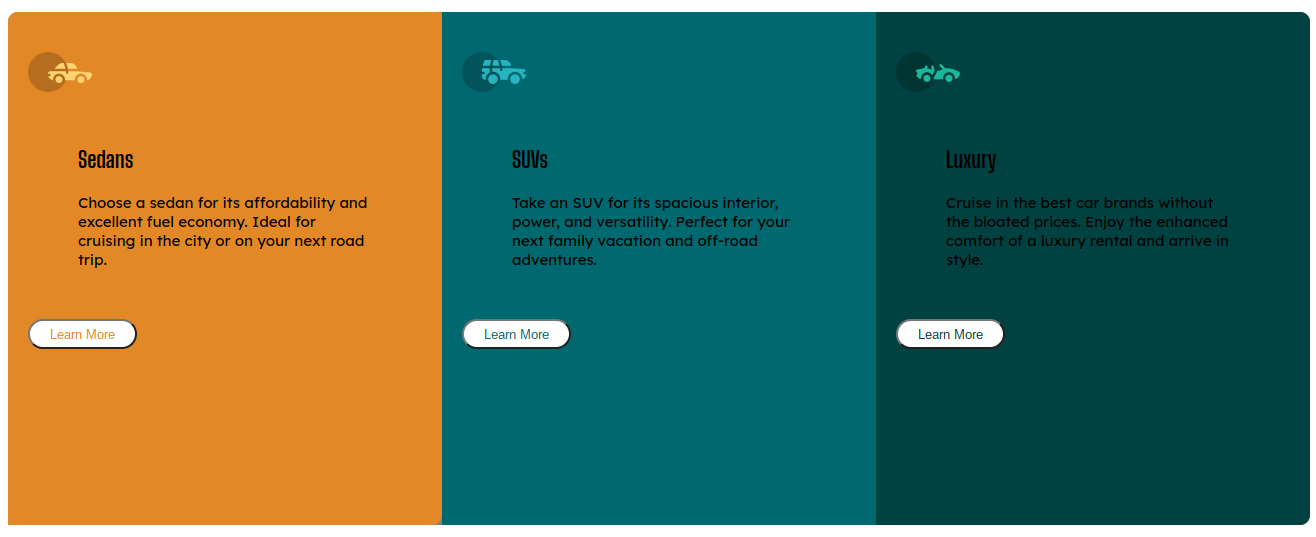 Sedans
Choose a sedan for its affordability and
excellent fuel economy. Ideal for
cruising in the city or on your next road
trip.
Learn More
SUVs
Take an SUV for its spacious interior,
power, and versatility. Perfect for your
next family vacation and off-road
adventures.
Learn More
Luxury
Cruise in the best car brands without
the bloated prices. Enjoy the enhanced
comfort of a luxury rental and arrive in
style.
Learn More